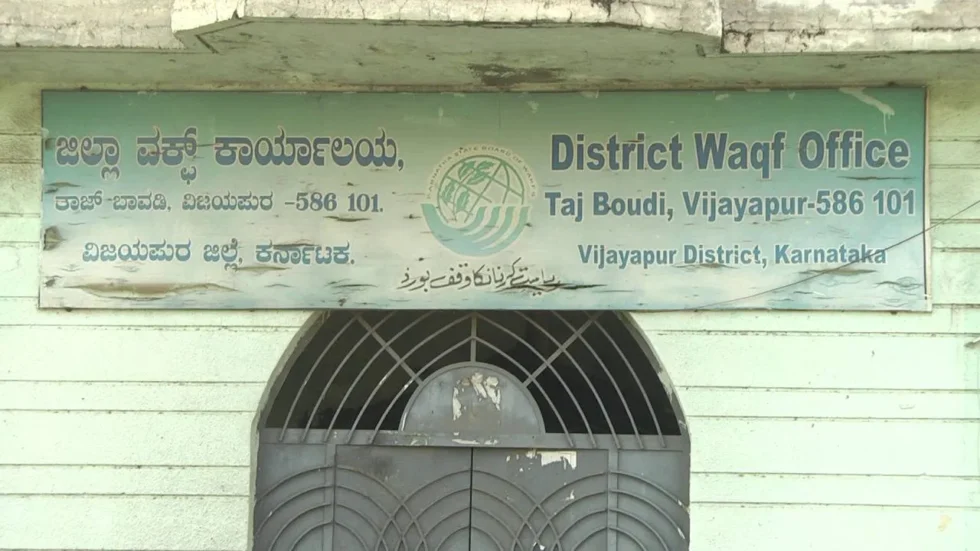 ಜಿಲ್ಲಾ ವಕ್ಫ್ ಕಾರ್ಯಾಲಯ,
ತಾಜ್ ಬಾವಡಿ, ವಿಜಯಪುರ -586 101.
ವಿಜಯಪುರ ಜಿಲ್ಲೆ, ಕರ್ನಾಟಕ.
District Waqf Office
Taj Boudi, Vijayapur-586 101
Vijayapur District, Karnataka
ریاستی کرناٹکا وقف بورڈ